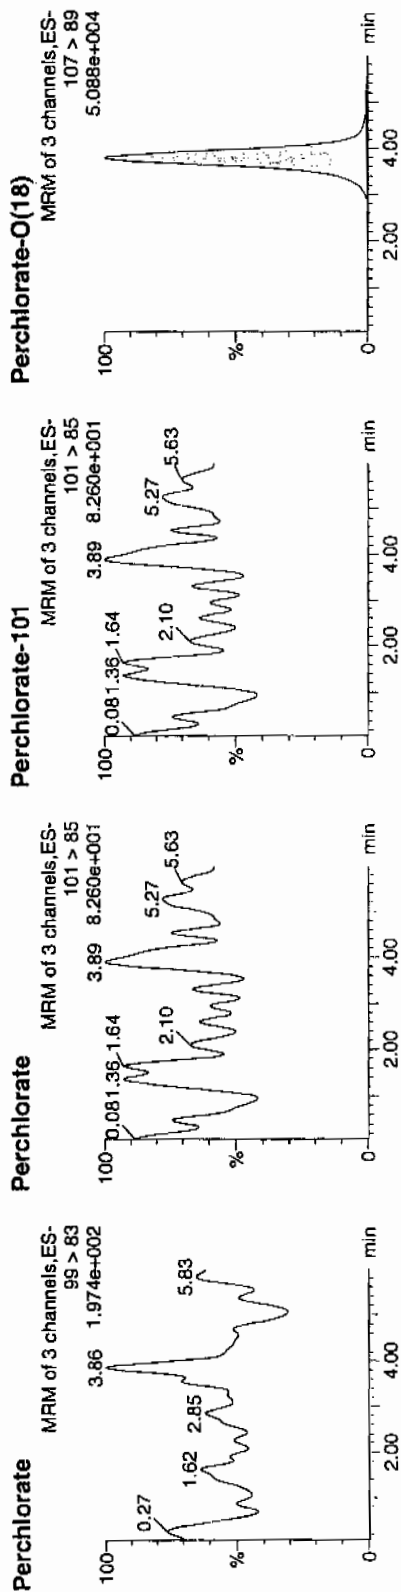 Perchlorate
MRM of 3 channels,ES-
99 > 83
1.974e+002
100
%
0
0.27
1.62
2.85
3.86
5.83
2.00
4.00
min
Perchlorate
MRM of 3 channels,ES-
101 > 85
8.260e+001
100
%
0
0.08
1.36
1.64
2.10
3.89
5.27
5.63
2.00
4.00
min
Perchlorate-101
MRM of 3 channels,ES-
101 > 85
8.260e+001
100
%
0
0.08
1.36
1.64
2.10
3.89
5.27
5.63
2.00
4.00
min
Perchlorate-O(18)
MRM of 3 channels,ES-
107 > 89
5.088e+004
100
%
0
2.00
4.00
min